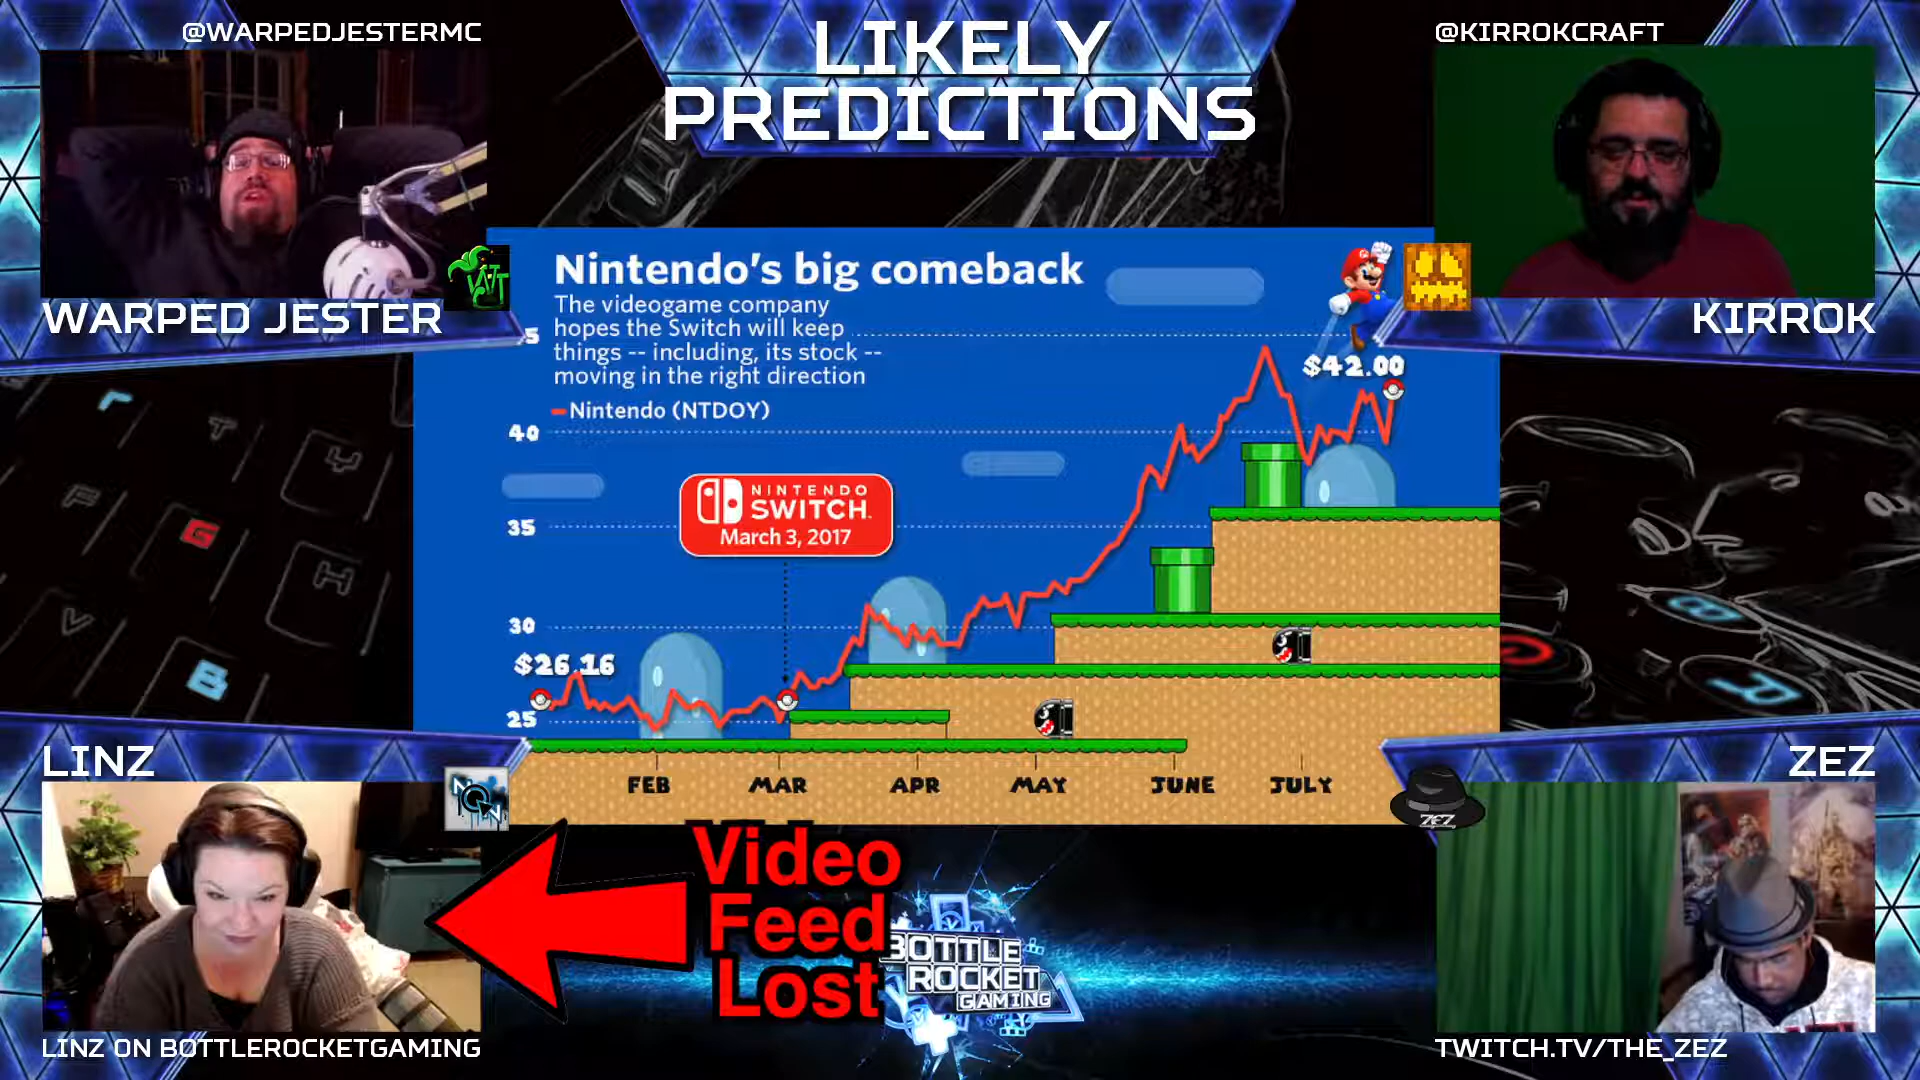 @WARPEDJESTERMC
LIKELY
PREDICTIONS
@KIRROKCRAFT
WARPED JESTER
KIRROK
Nintendo's big comeback
The videogame company
hopes the Switch will keep
things -- including, its stock --
moving in the right direction
Nintendo (NTDOY)
5
$42.00
40
NINTENDO
SWITCH
March 3, 2017
35
30
$26.16
25
FEB
MAR
APR
MAY
JUNE
JULY
T
Y
F
G
H
V
B
B
R
LINZ
ZEZ
ZEZ
Video
Feed
Lost
BOTTLE
ROCKET
GAMING
LINZ ON BOTTLEROCKETGAMING
TWITCH.TV/THE_ZEZ